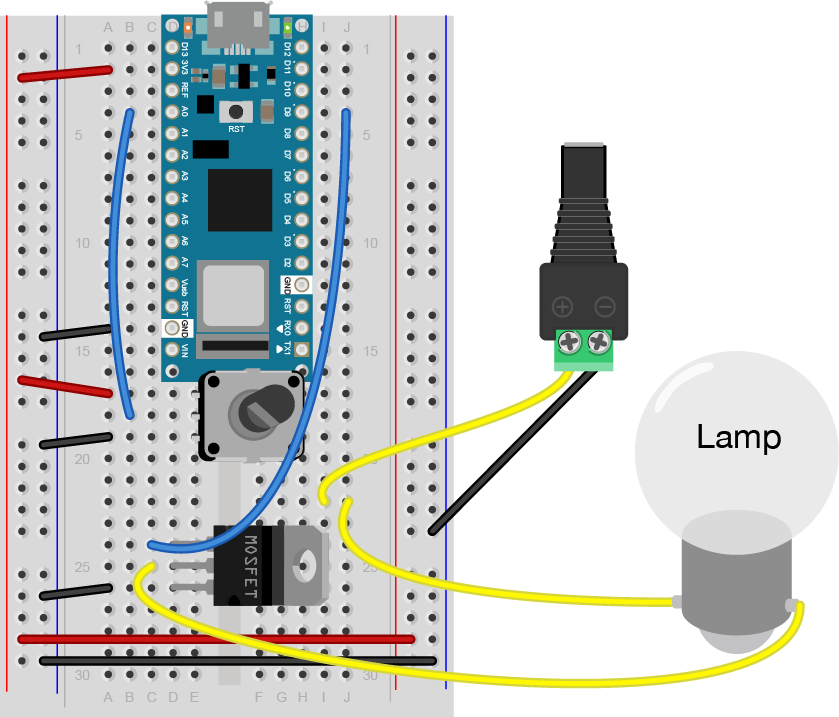 A B C D H I J
1 D13 D12 1
3V3 D11
REF D10
A0 D9
RST
5 A1 D8 5
A2 D7
A3 D6
A4 D5
A5 D4
10 A6 D3 10
A7 D2
Vusb GND
RST RST
GND RX0
15 VIN TX1 15
+ −
Lamp
20 20
MOSFET
25 25
30 30
A B C D E F G H I J